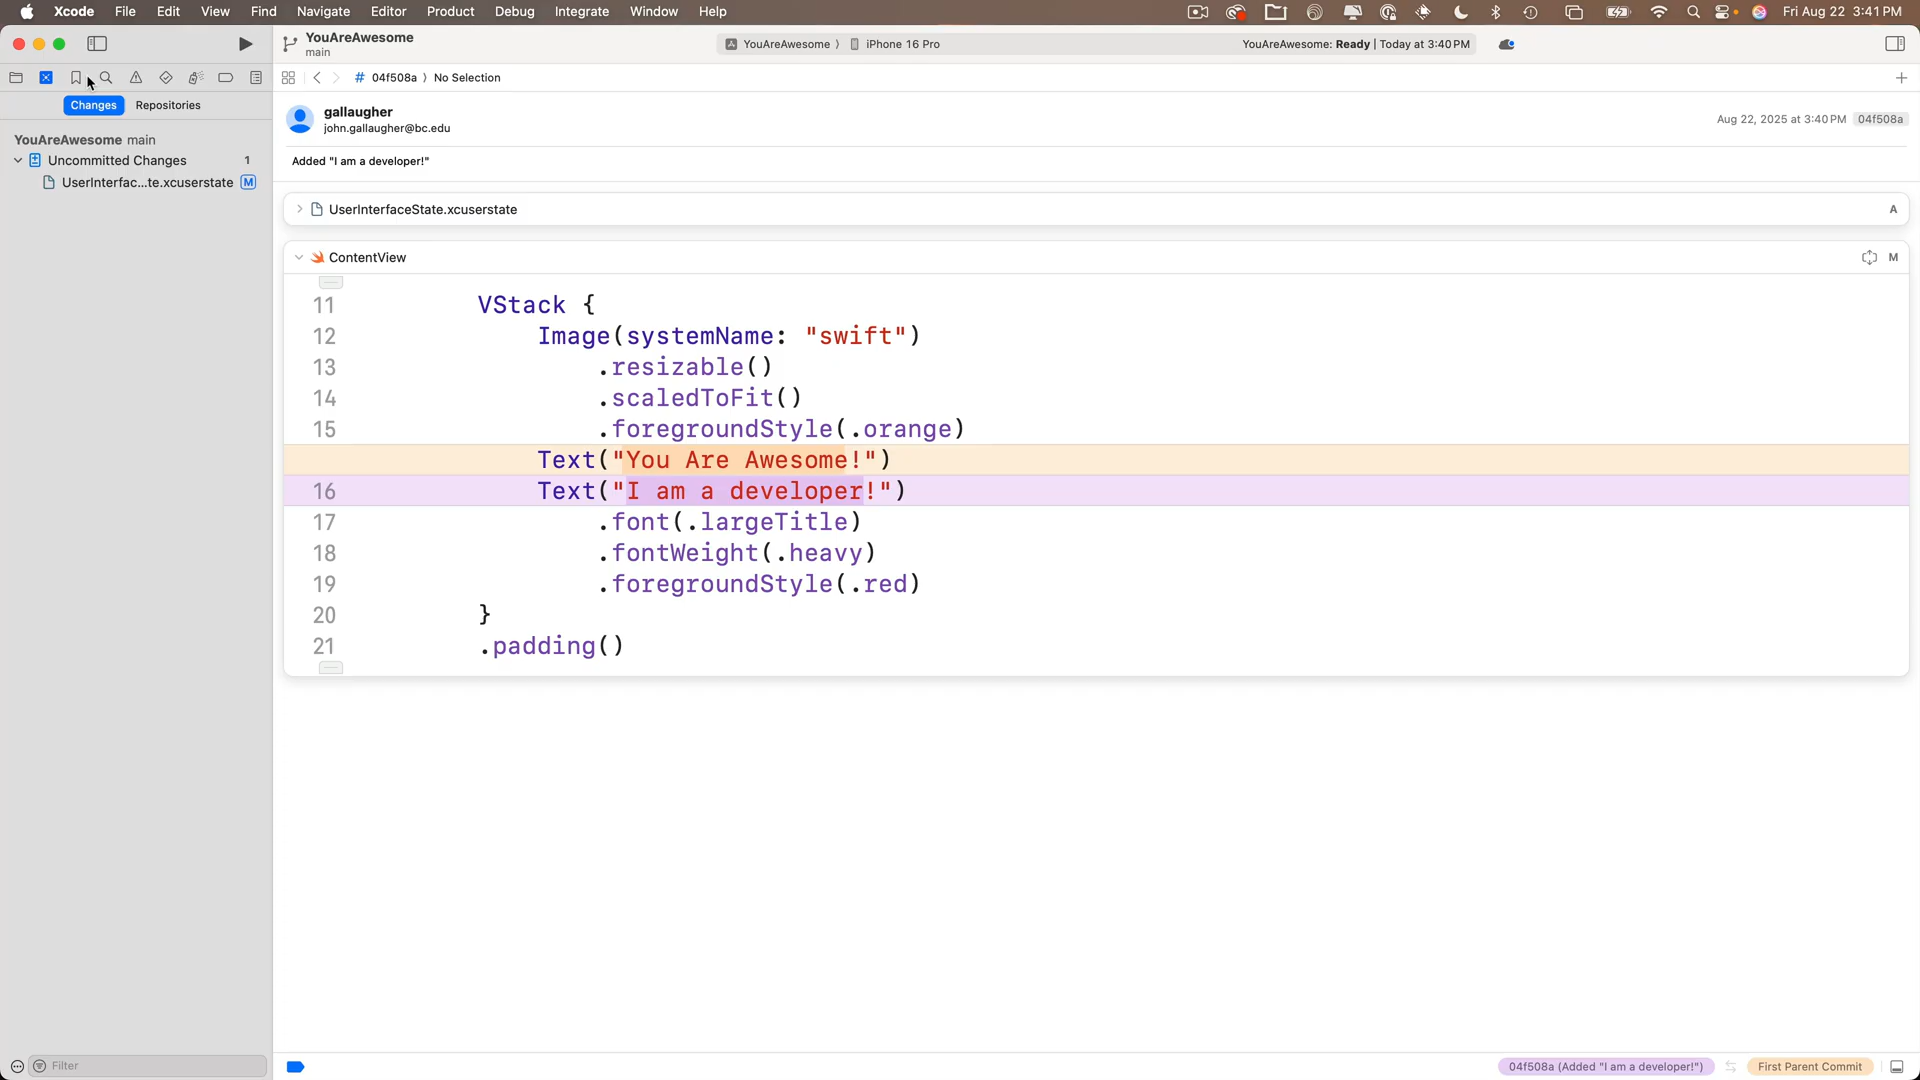 Xcode File Edit View Find Navigate Editor Product Debug Integrate Window Help Fri Aug 22 3:41 PM
YouAreAwesome
main
YouAreAwesome ⟩ iPhone 16 Pro
YouAreAwesome: Ready | Today at 3:40 PM
# 04f508a ⟩ No Selection
Changes Repositories
YouAreAwesome main
Uncommitted Changes 1
UserInterfac...te.xcuserstate M
gallaugher
john.gallaugher@bc.edu
Aug 22, 2025 at 3:40 PM 04f508a
Added "I am a developer!"
UserInterfaceState.xcuserstate A
ContentView M
11 VStack {
12 Image(systemName: "swift")
13 .resizable()
14 .scaledToFit()
15 .foregroundStyle(.orange)
Text("You Are Awesome!")
16 Text("I am a developer!")
17 .font(.largeTitle)
18 .fontWeight(.heavy)
19 .foregroundStyle(.red)
20 }
21 .padding()
Filter
04f508a (Added "I am a developer!") First Parent Commit